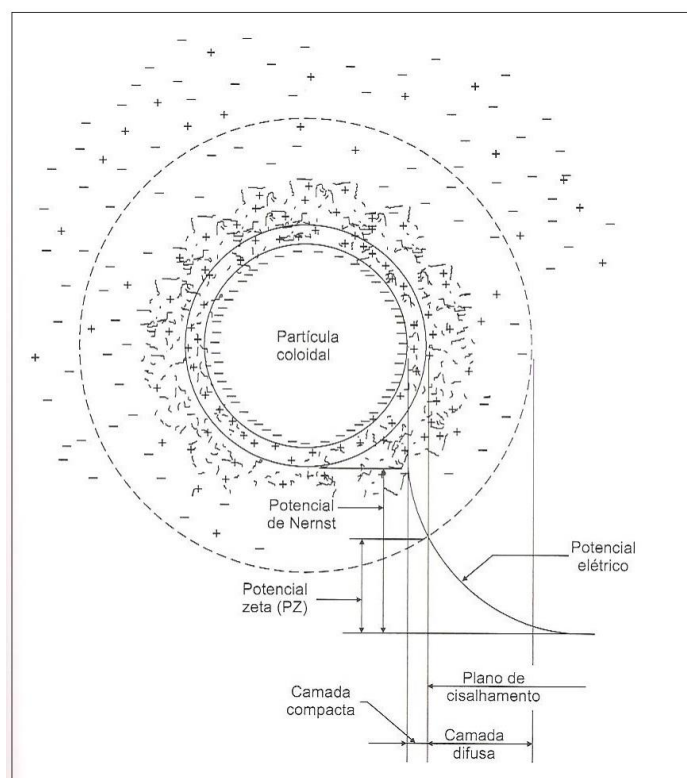 Partícula
coloidal
Potencial
de Nernst
Potencial
elétrico
Potencial
zeta (PZ)
Plano de
cisalhamento
Camada
compacta
Camada
difusa